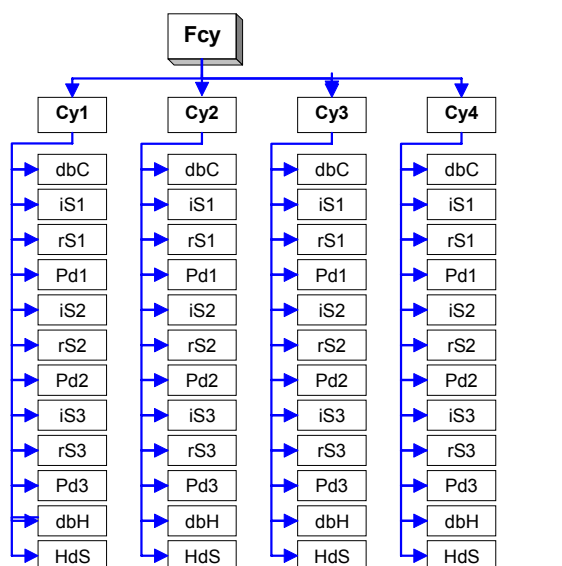 Fcy
Cy1 Cy2 Cy3 Cy4
dbC dbC dbC dbC
iS1 iS1 iS1 iS1
rS1 rS1 rS1 rS1
Pd1 Pd1 Pd1 Pd1
iS2 iS2 iS2 iS2
rS2 rS2 rS2 rS2
Pd2 Pd2 Pd2 Pd2
iS3 iS3 iS3 iS3
rS3 rS3 rS3 rS3
Pd3 Pd3 Pd3 Pd3
dbH dbH dbH dbH
HdS HdS HdS HdS